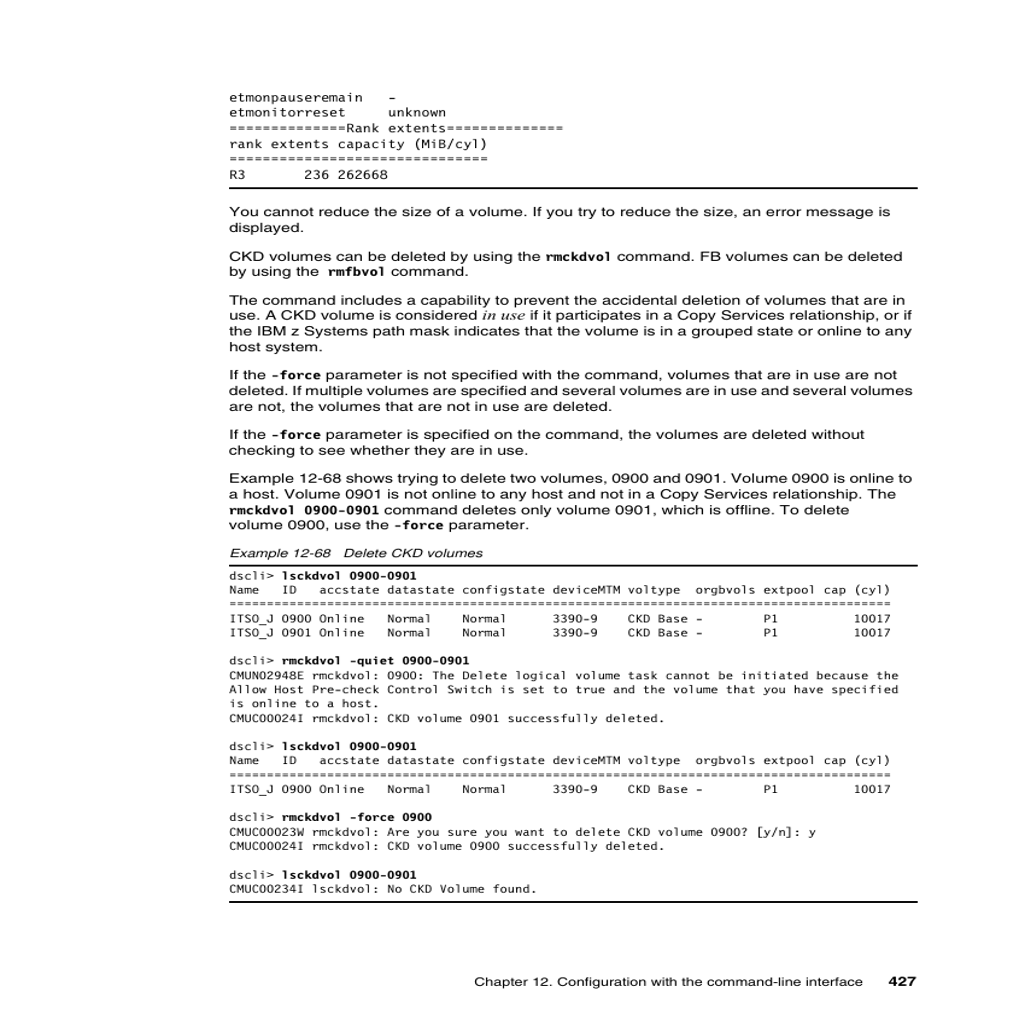 etmonpauseremain   -
etmonitorreset     unknown
==============Rank extents==============
rank extents capacity (MiB/cyl)
===============================
R3       236 262668
You cannot reduce the size of a volume. If you try to reduce the size, an error message is
displayed.
CKD volumes can be deleted by using the rmckdvol command. FB volumes can be deleted
by using the rmfbvol command.
The command includes a capability to prevent the accidental deletion of volumes that are in
use. A CKD volume is considered in use if it participates in a Copy Services relationship, or if
the IBM z Systems path mask indicates that the volume is in a grouped state or online to any
host system.
If the -force parameter is not specified with the command, volumes that are in use are not
deleted. If multiple volumes are specified and several volumes are in use and several volumes
are not, the volumes that are not in use are deleted.
If the -force parameter is specified on the command, the volumes are deleted without
checking to see whether they are in use.
Example 12-68 shows trying to delete two volumes, 0900 and 0901. Volume 0900 is online to
a host. Volume 0901 is not online to any host and not in a Copy Services relationship. The
rmckdvol 0900-0901 command deletes only volume 0901, which is offline. To delete
volume 0900, use the -force parameter.
Example 12-68   Delete CKD volumes
dscli> lsckdvol 0900-0901
Name   ID   accstate datastate configstate deviceMTM voltype  orgbvols extpool cap (cyl)
========================================================================================
ITSO_J 0900 Online   Normal    Normal      3390-9    CKD Base -        P1          10017
ITSO_J 0901 Online   Normal    Normal      3390-9    CKD Base -        P1          10017
dscli> rmckdvol -quiet 0900-0901
CMUN02948E rmckdvol: 0900: The Delete logical volume task cannot be initiated because the
Allow Host Pre-check Control Switch is set to true and the volume that you have specified
is online to a host.
CMUC00024I rmckdvol: CKD volume 0901 successfully deleted.
dscli> lsckdvol 0900-0901
Name   ID   accstate datastate configstate deviceMTM voltype  orgbvols extpool cap (cyl)
========================================================================================
ITSO_J 0900 Online   Normal    Normal      3390-9    CKD Base -        P1          10017
dscli> rmckdvol -force 0900
CMUC00023W rmckdvol: Are you sure you want to delete CKD volume 0900? [y/n]: y
CMUC00024I rmckdvol: CKD volume 0900 successfully deleted.
dscli> lsckdvol 0900-0901
CMUC00234I lsckdvol: No CKD Volume found.
Chapter 12. Configuration with the command-line interface   427